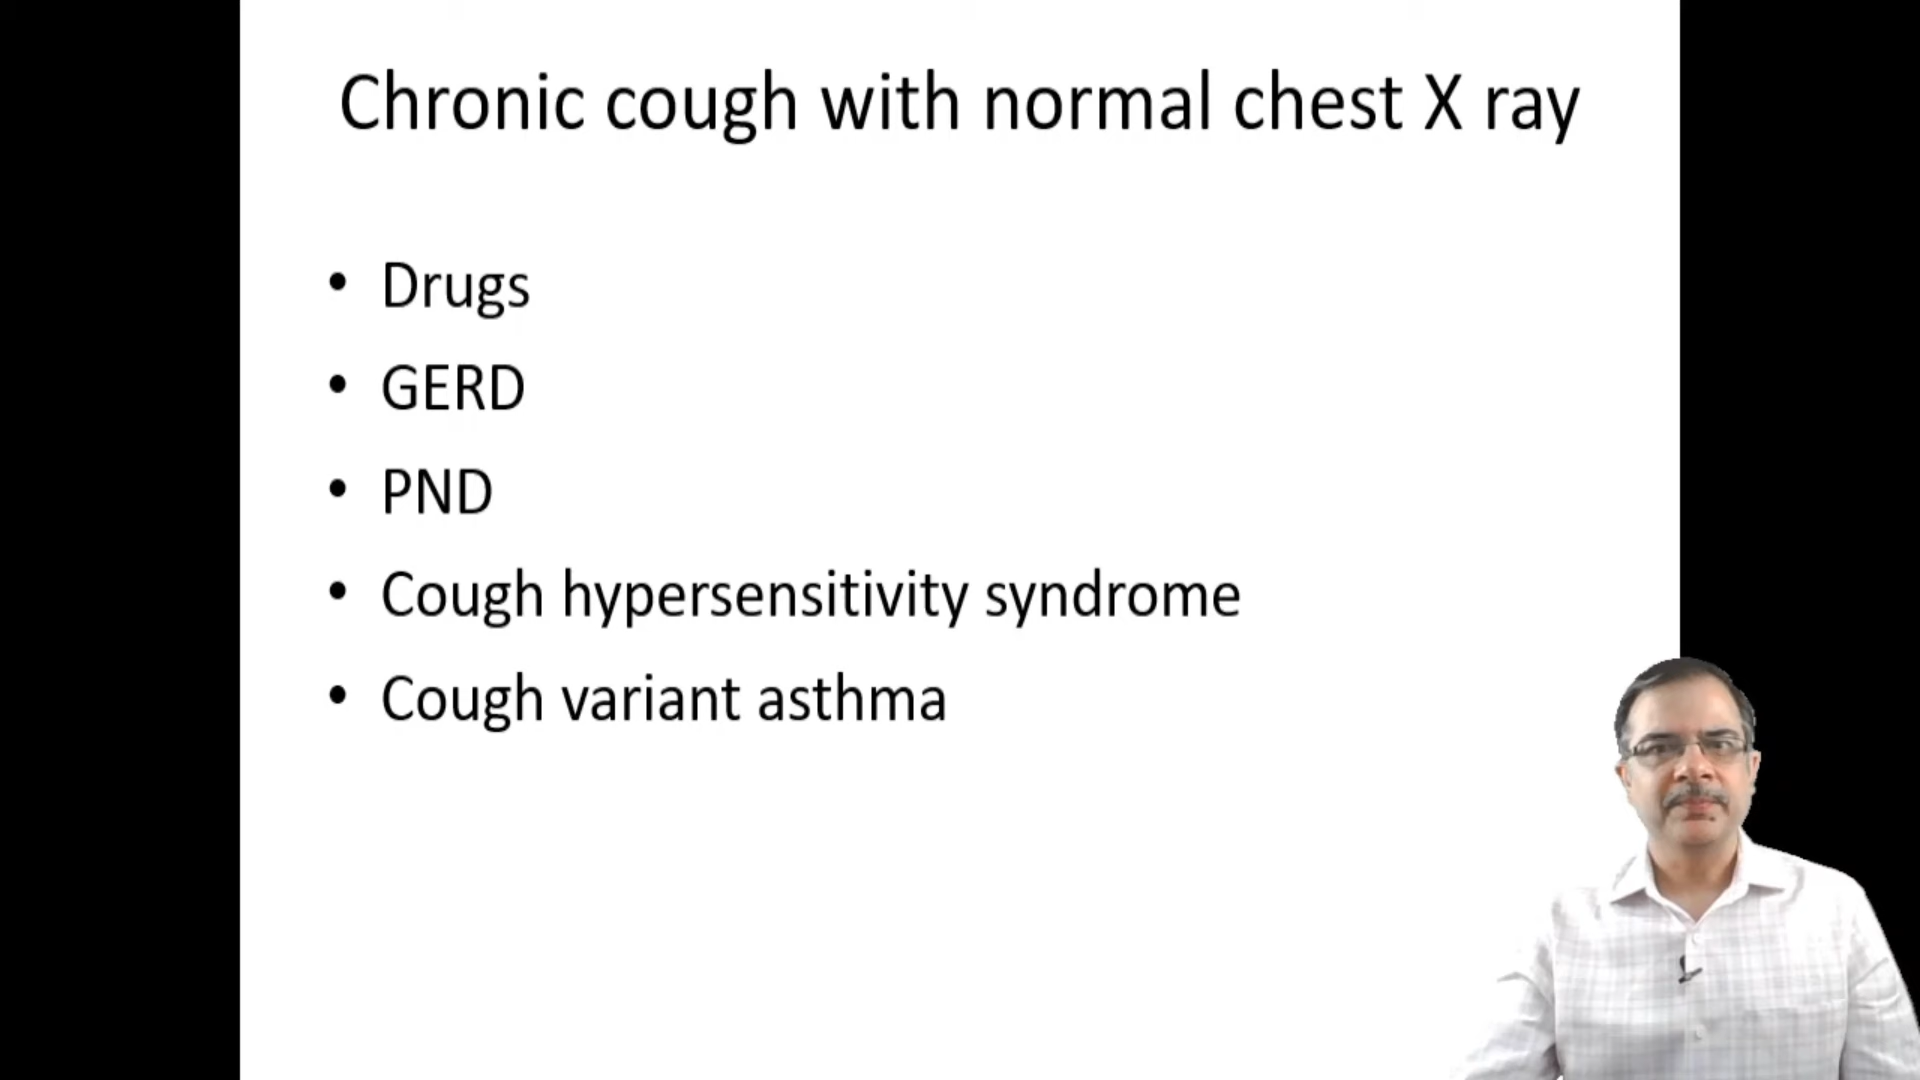 Chronic cough with normal chest X ray
• Drugs
• GERD
• PND
• Cough hypersensitivity syndrome
• Cough variant asthma